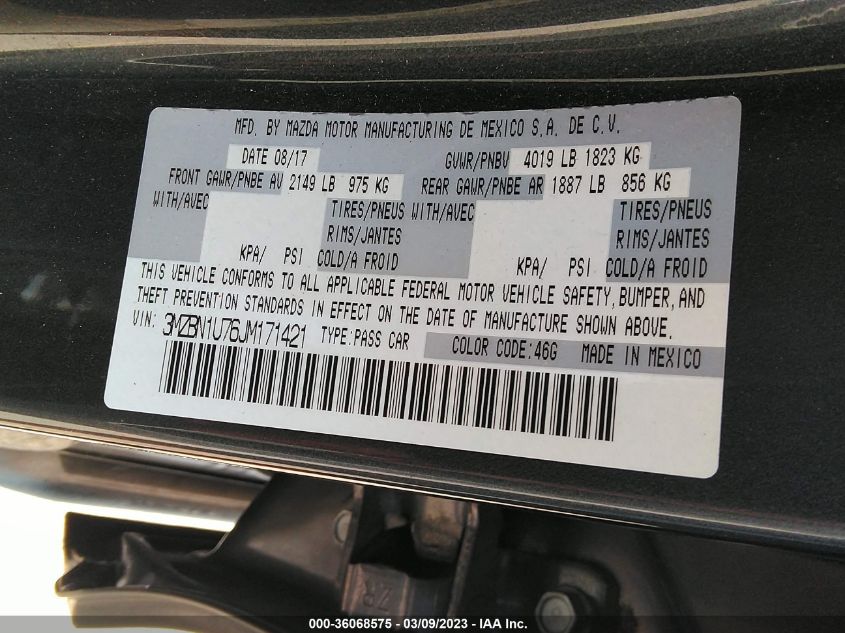 MFD. BY MAZDA MOTOR MANUFACTURING DE MEXICO S.A. DE C.V.
DATE 08/17 GVWR/PNBV 4019 LB 1823 KG
FRONT GAWR/PNBE AV 2149 LB 975 KG REAR GAWR/PNBE AR 1887 LB 856 KG
WITH/AVEC TIRES/PNEUS WITH/AVEC TIRES/PNEUS
RIMS/JANTES RIMS/JANTES
KPA/ PSI COLD/A FROID KPA/ PSI COLD/A FROID
THIS VEHICLE CONFORMS TO ALL APPLICABLE FEDERAL MOTOR VEHICLE SAFETY, BUMPER, AND
THEFT PREVENTION STANDARDS IN EFFECT ON THE DATE OF MANUFACTURE SHOWN ABOVE.
VIN: 3MZBN1U76JM171421 TYPE:PASS CAR COLOR CODE:46G MADE IN MEXICO
ZR
000-36068575 — 03/09/2023 — IAA Inc.